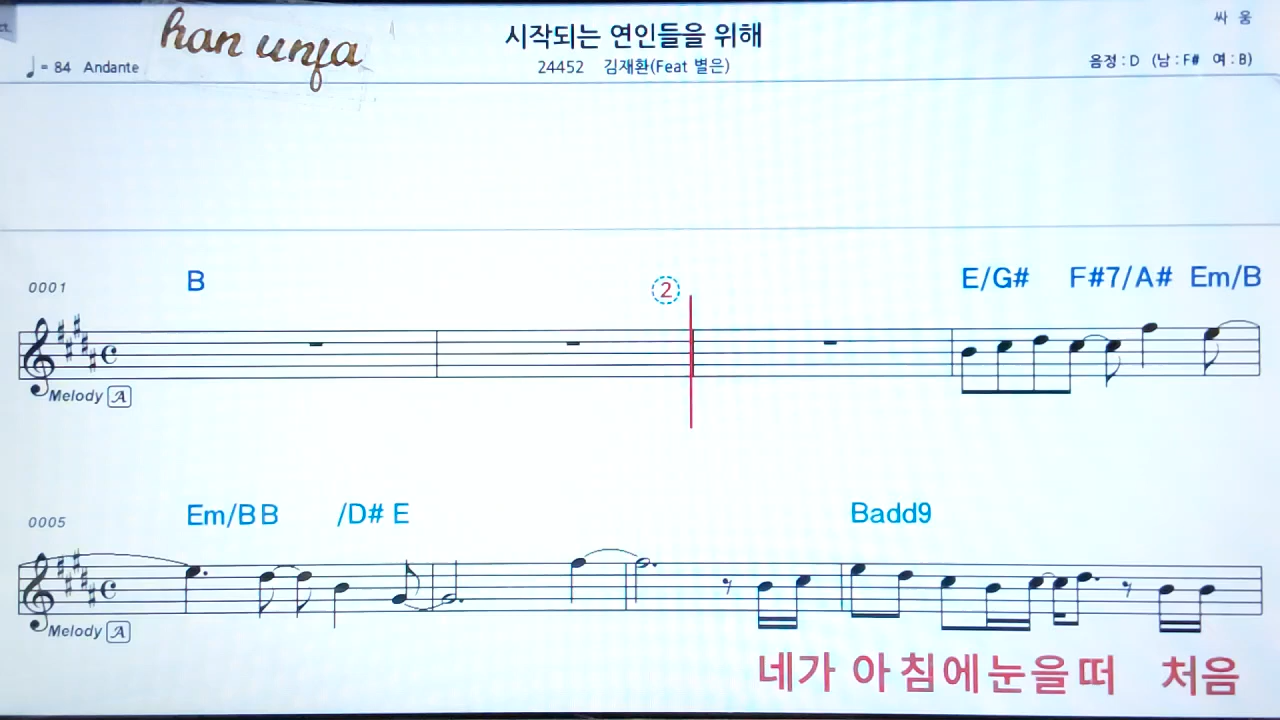 han unfa
시작되는 연인들을 위해
싸움
♩= 84 Andante
24452 김재환(Feat 별은)
음정 : D (남 : F# 여 : B)
0001 B ② E/G# F#7/A# Em/B
Melody A
0005 Em/B B /D# E Badd9
Melody A
네가 아침에눈을떠 처음